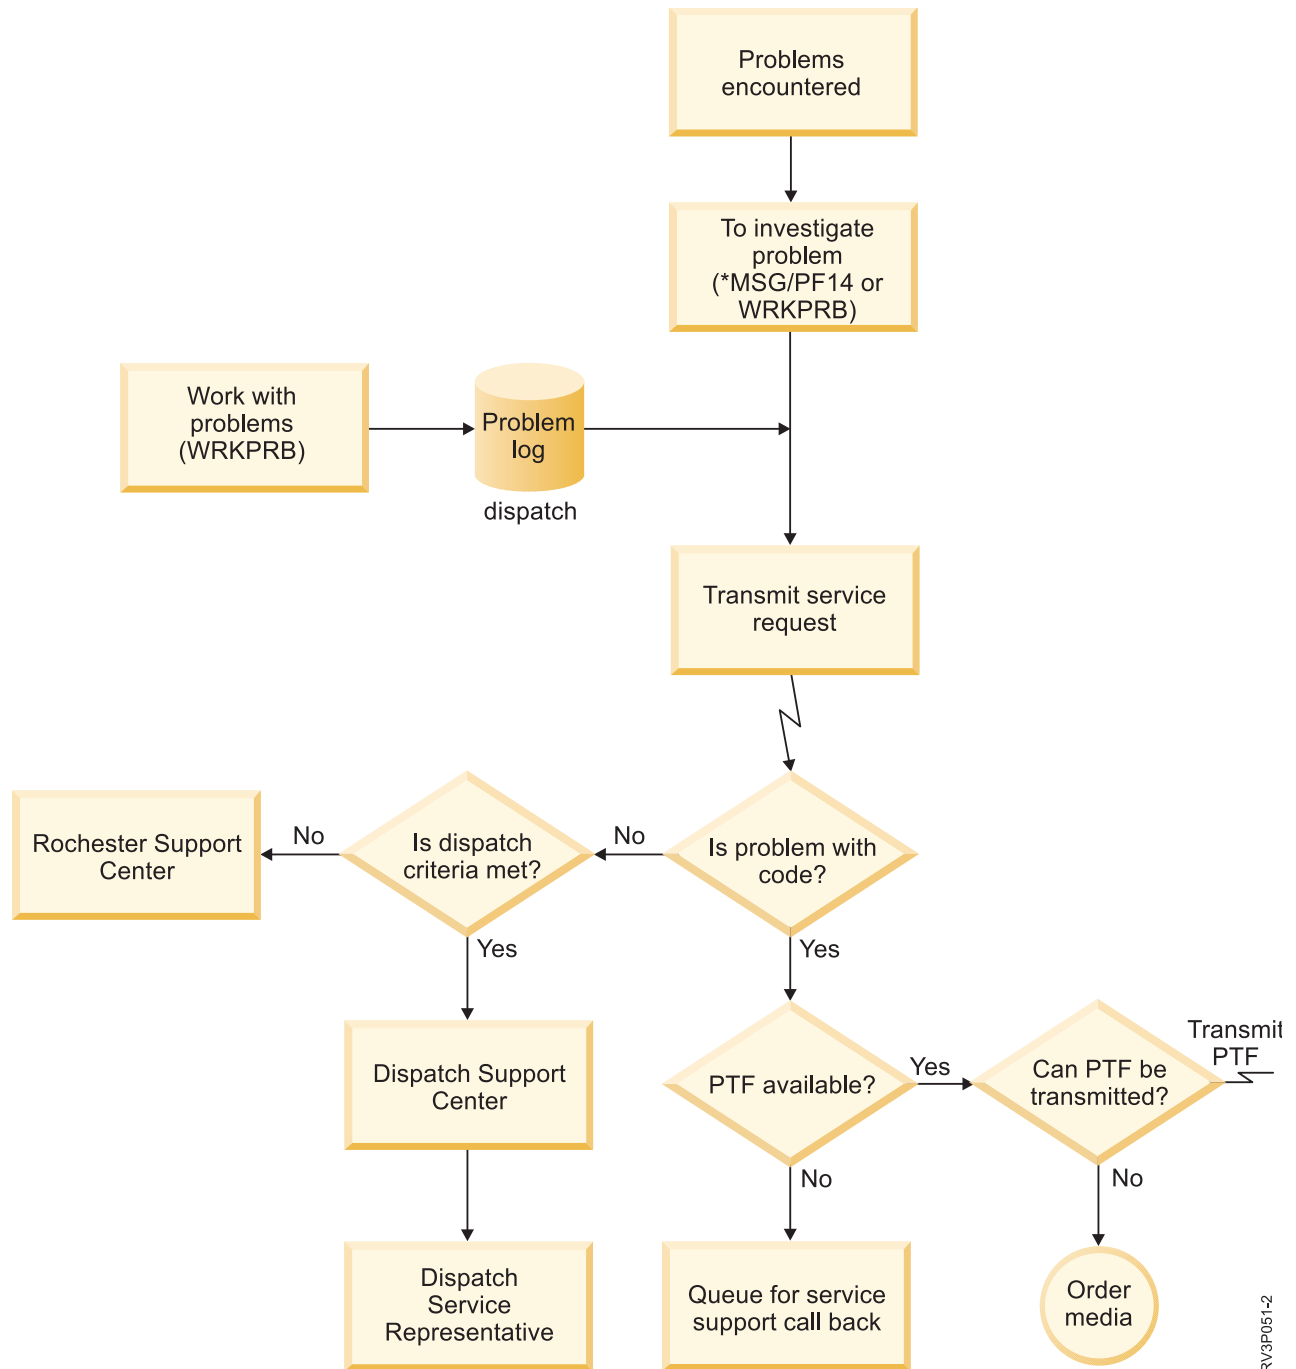 Problems
encountered
To investigate
problem
(*MSG/PF14 or
WRKPRB)
Work with
problems
(WRKPRB)
Problem
log
dispatch
Transmit service
request
Rochester Support
Center
No
Is dispatch
criteria met?
No
Is problem with
code?
Yes
Yes
Dispatch Support
Center
PTF available?
Yes
Can PTF be
transmitted?
Transmit
PTF
No
No
Dispatch
Service
Representative
Queue for service
support call back
Order
media
RV3P051-2